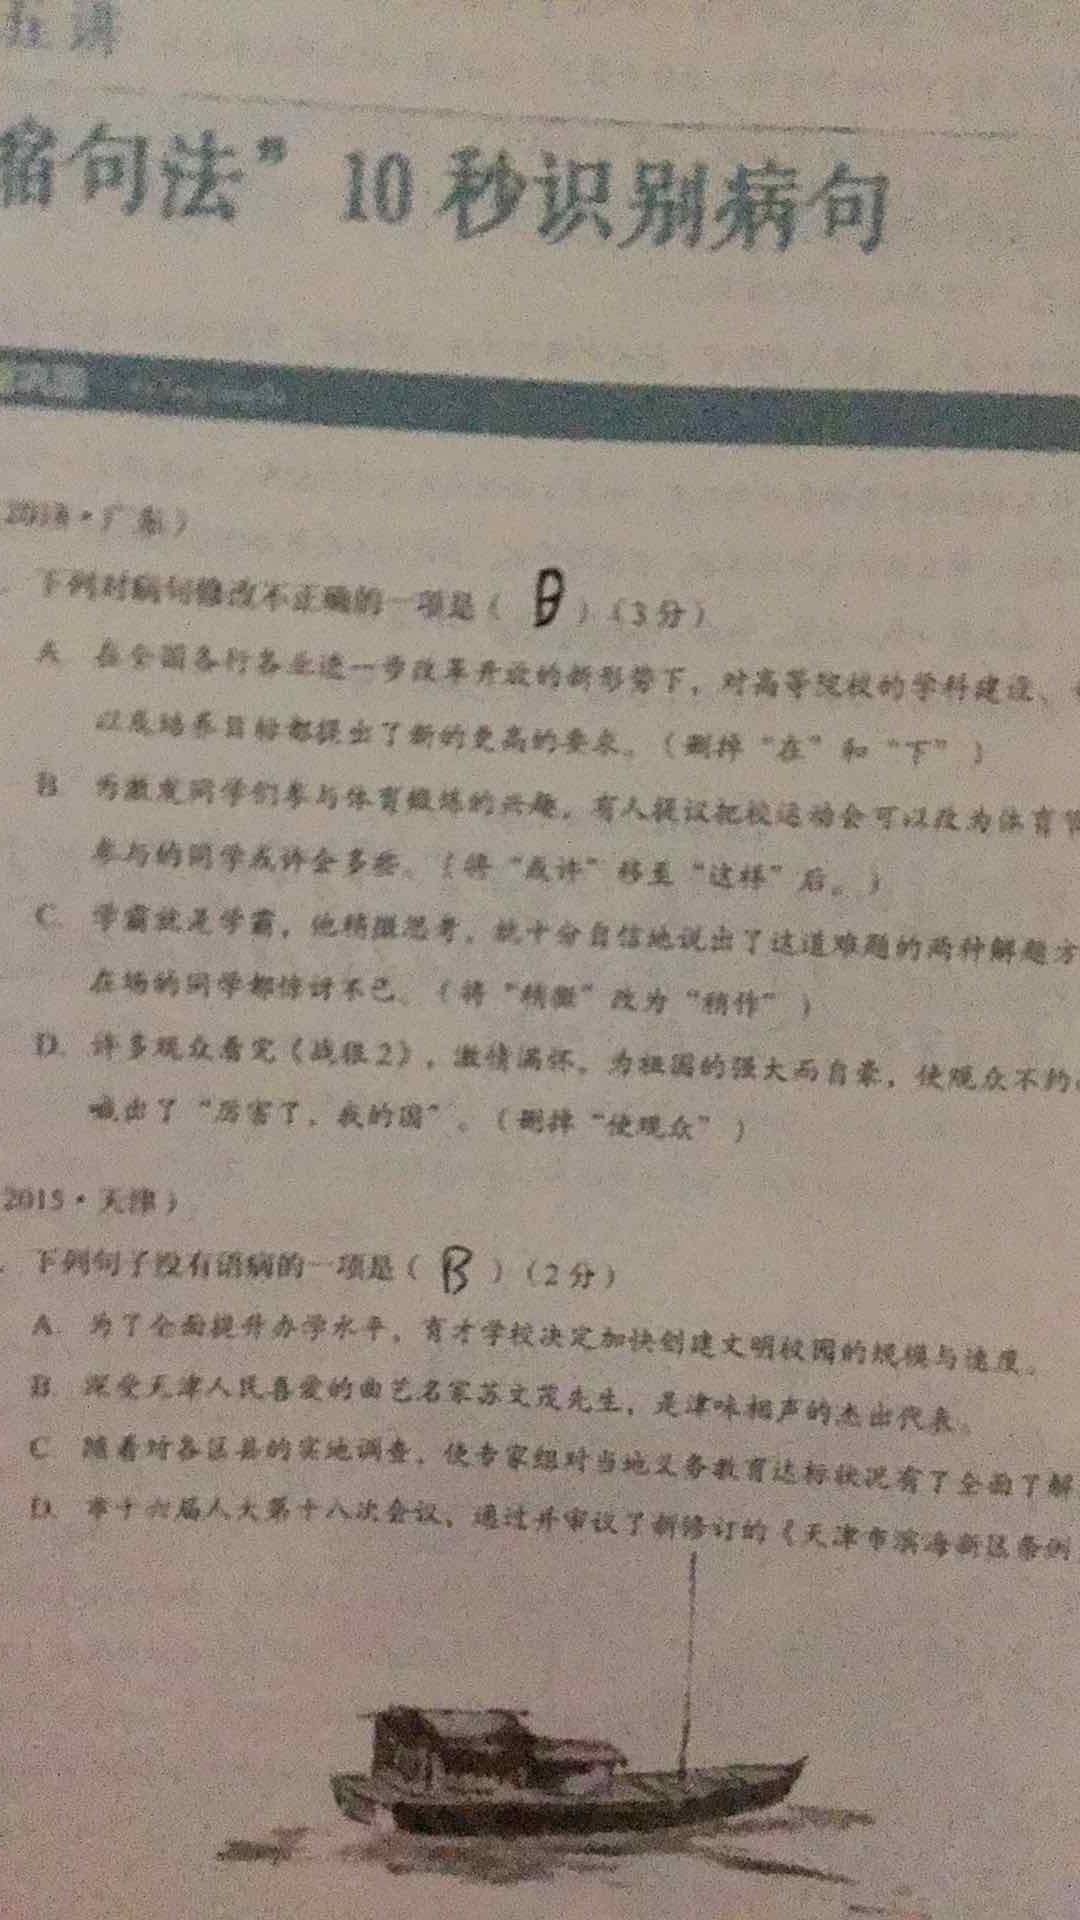 五讲
缩句法”10秒识别病句
2018·广东）
下列对病句修改不正确的一项是（ B ）（3分）
A 在全国各行各业进一步改革开放的新形势下，对高等院校的学科建设、
以及培养目标都提出了新的更高的要求。（删掉“在”和“下”）
B 为激发同学们参与体育锻炼的兴趣，有人提议把校运动会可以改为体育节
参与的同学或许会多些。（将“或许”移至“这样”后。）
C. 学霸就是学霸，他稍微思考，就十分自信地说出了这道难题的两种解题方
在场的同学都惊讶不已。（将“稍微”改为“稍作”）
D. 许多观众看完《战狼2》，激情满怀，为祖国的强大而自豪，使观众不约
喊出了“厉害了，我的国”。（删掉“使观众”）
2015·天津）
下列句子没有语病的一项是（ B ）（2分）
A. 为了全面提升办学水平，育才学校决定加快创建文明校园的规模与速度。
B. 深受天津人民喜爱的曲艺名家苏文茂先生，是津味相声的杰出代表。
C 随着对各区县的实地调查，使专家组对当地义务教育达标状况有了全面了解
D. 市十六届人大第十八次会议，通过并审议了新修订的《天津市滨海新区条例